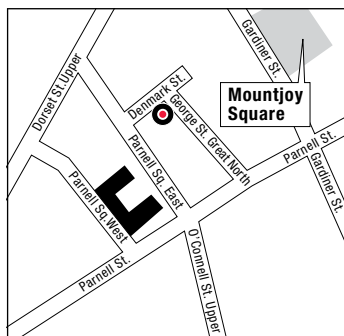 Gardiner St.
Dorset St. Upper
Denmark St.
George St. Great North
Mountjoy
Square
Parnell St.
Parnell Sq. East
Parnell Sq. West
Gardiner St.
Parnell St.
O'Connell St. Upper